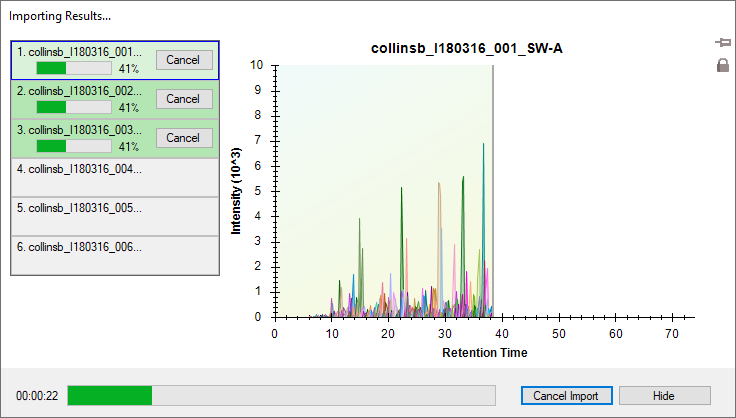 Importing Results...
1. collinsb_I180316_001...
41%
Cancel
2. collinsb_I180316_002...
41%
Cancel
3. collinsb_I180316_003...
41%
Cancel
4. collinsb_I180316_004...
5. collinsb_I180316_005...
6. collinsb_I180316_006...
collinsb_I180316_001_SW-A
Intensity (10^3)
10
9
8
7
6
5
4
3
2
1
0
0 10 20 30 40 50 60 70
Retention Time
00:00:22
Cancel Import
Hide